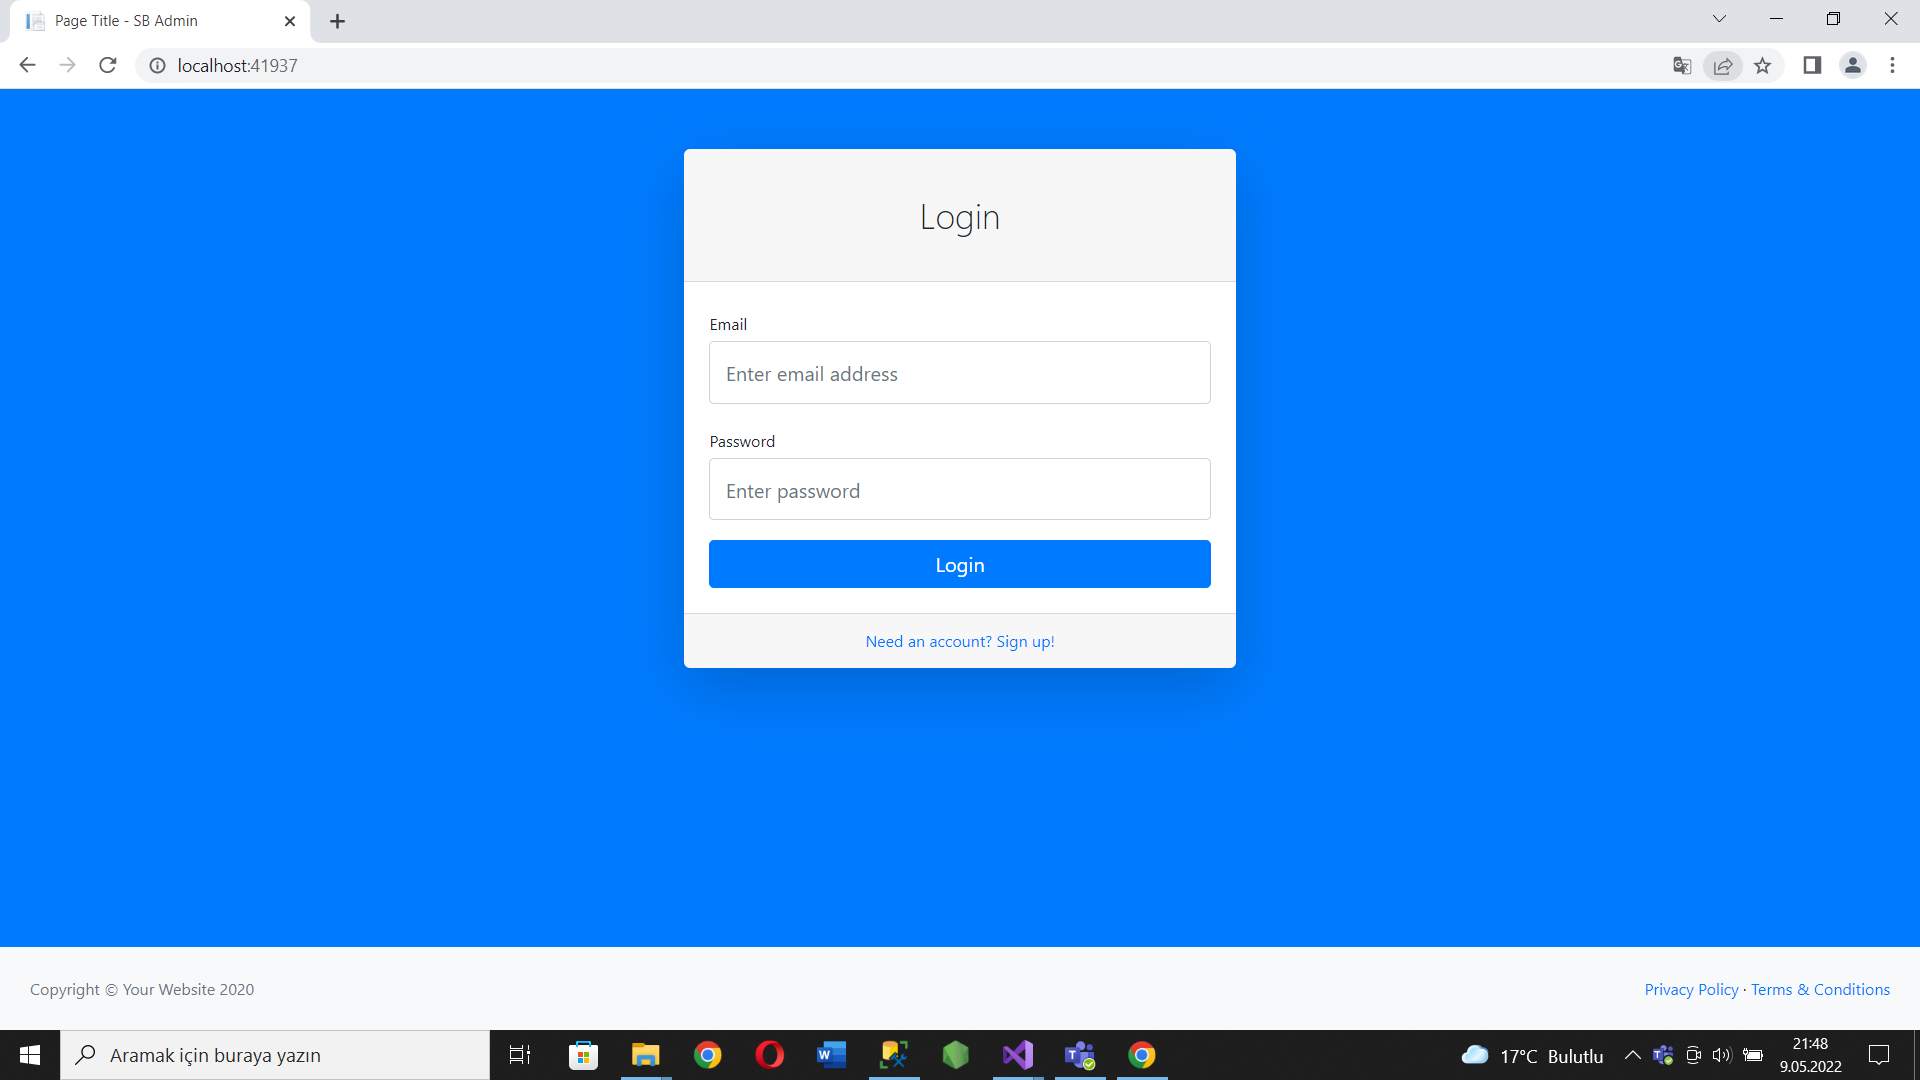 Page Title - SB Admin
localhost:41937
Login
Email
Enter email address
Password
Enter password
Login
Need an account? Sign up!
Copyright © Your Website 2020
Privacy Policy · Terms & Conditions
Aramak için buraya yazın
17°C Bulutlu
21:48
9.05.2022